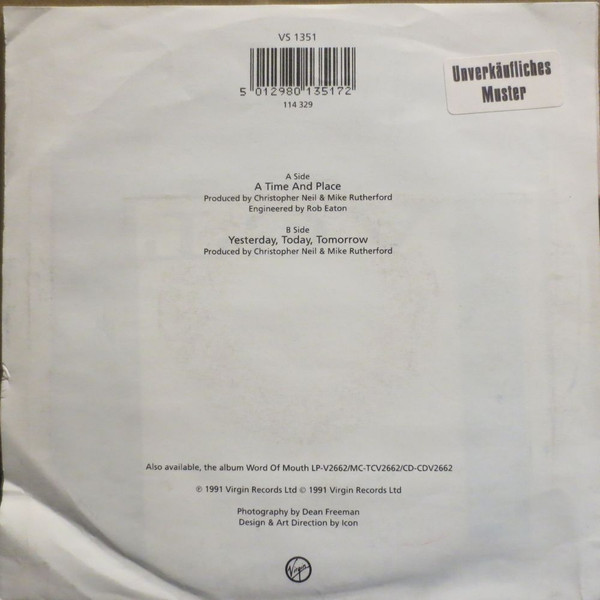 VS 1351
5 012980 135172
114 329
Unverkäufliches
Muster
A Side
A Time And Place
Produced by Christopher Neil & Mike Rutherford
Engineered by Rob Eaton
B Side
Yesterday, Today, Tomorrow
Produced by Christopher Neil & Mike Rutherford
Also available, the album Word Of Mouth LP-V2662/MC-TCV2662/CD-CDV2662
℗ 1991 Virgin Records Ltd © 1991 Virgin Records Ltd
Photography by Dean Freeman
Design & Art Direction by Icon
Virgin